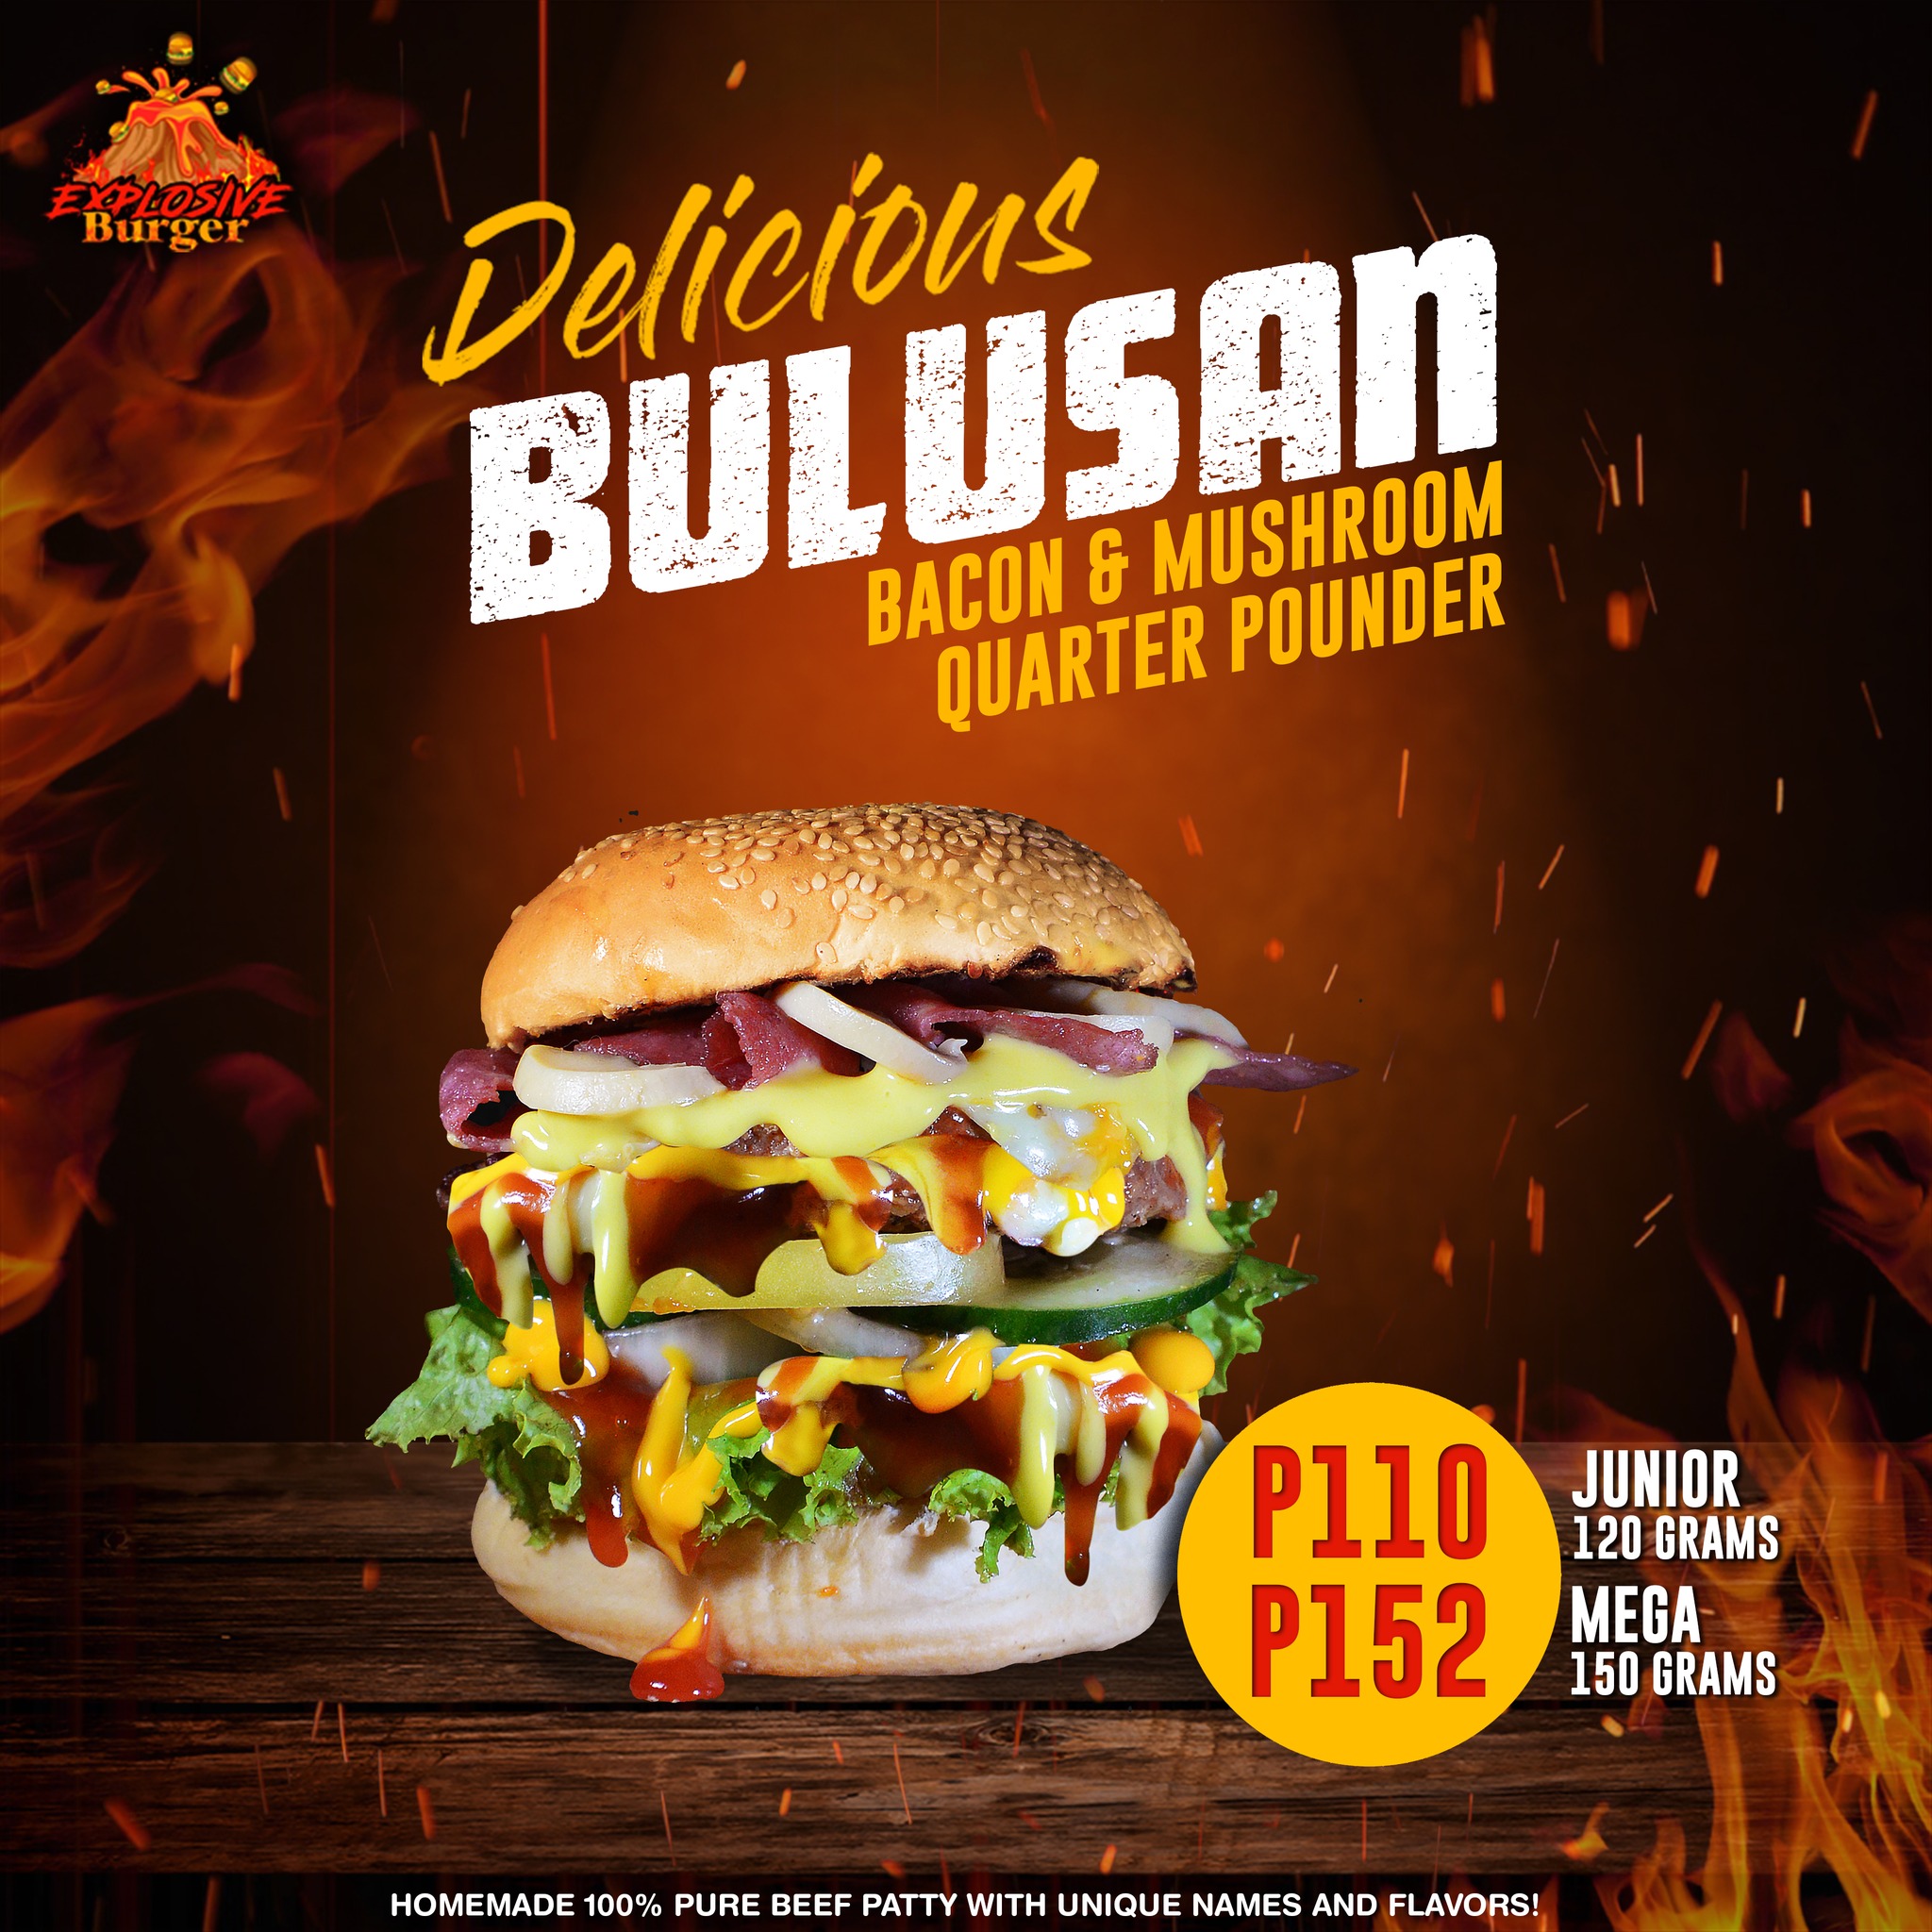 EXPLOSIVE
Burger
Delicious
BULUSAN
BACON & MUSHROOM
QUARTER POUNDER
P110
JUNIOR
120 GRAMS
P152
MEGA
150 GRAMS
HOMEMADE 100% PURE BEEF PATTY WITH UNIQUE NAMES AND FLAVORS!